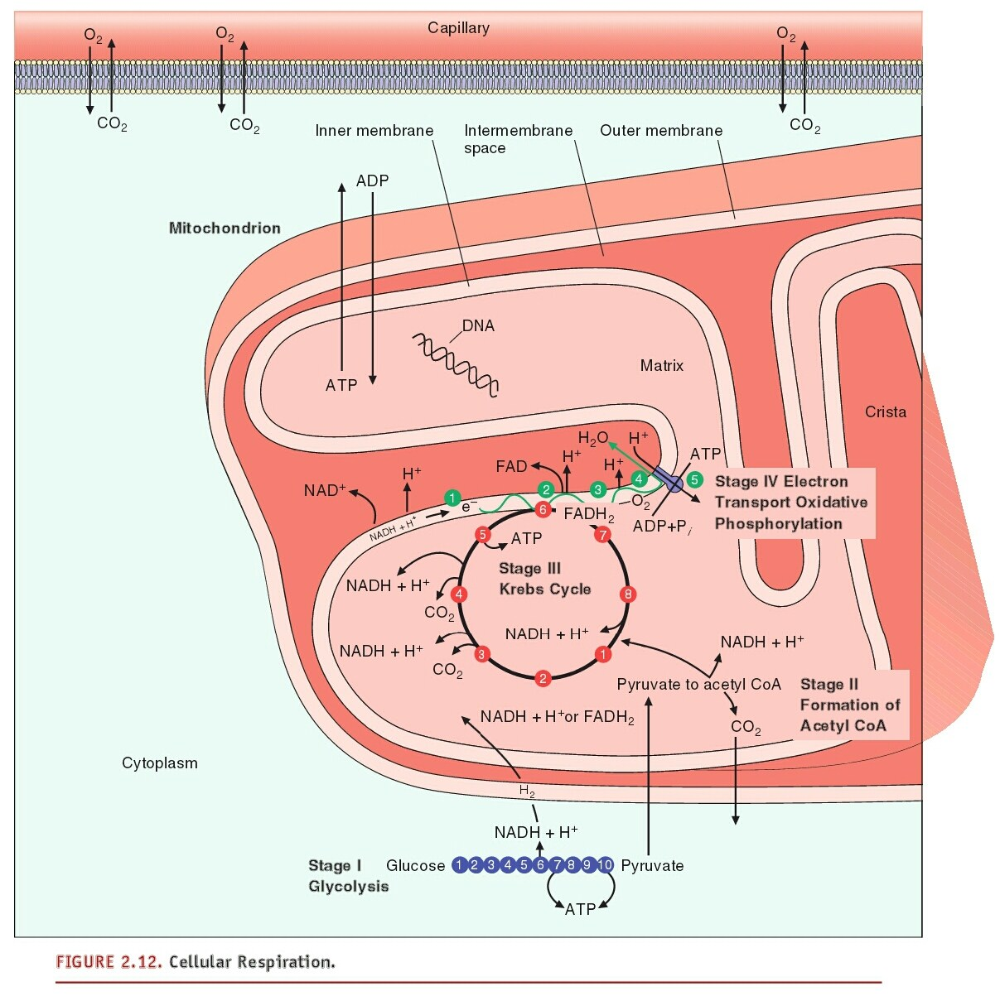 Capillary
O₂
CO₂
O₂
CO₂
O₂
CO₂
Inner membrane
Intermembrane
space
Outer membrane
ADP
Mitochondrion
DNA
Matrix
ATP
Crista
H₂O
H⁺
ATP
FAD
H⁺
H⁺
NAD⁺
H⁺
1
e⁻
2
3
4
5
Stage IV Electron
Transport Oxidative
Phosphorylation
O₂
ADP+Pi
NADH + H⁺
6
FADH₂
5
7
ATP
Stage III
Krebs Cycle
NADH + H⁺
4
8
CO₂
NADH + H⁺
NADH + H⁺
NADH + H⁺
3
1
CO₂
2
Pyruvate to acetyl CoA
Stage II
Formation of
Acetyl CoA
CO₂
NADH + H⁺or FADH₂
Cytoplasm
H₂
NADH + H⁺
Stage I
Glycolysis
Glucose 1 2 3 4 5 6 7 8 9 10 Pyruvate
ATP
FIGURE 2.12. Cellular Respiration.